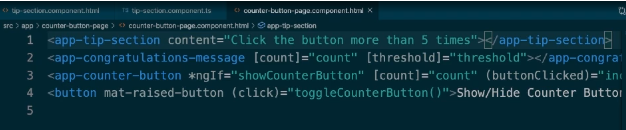 tip-section.component.html tip-section.component.ts counter-button-page.component.html ×
src > app > counter-button-page > counter-button-page.component.html > app-tip-section
1 <app-tip-section content="Click the button more than 5 times"></app-tip-section>
2 <app-congratulations-message [count]="count" [threshold]="threshold"></app-congra
3 <app-counter-button *ngIf="showCounterButton" [count]="count" (buttonClicked)="inc
4 <button mat-raised-button (click)="toggleCounterButton()">Show/Hide Counter Button
5